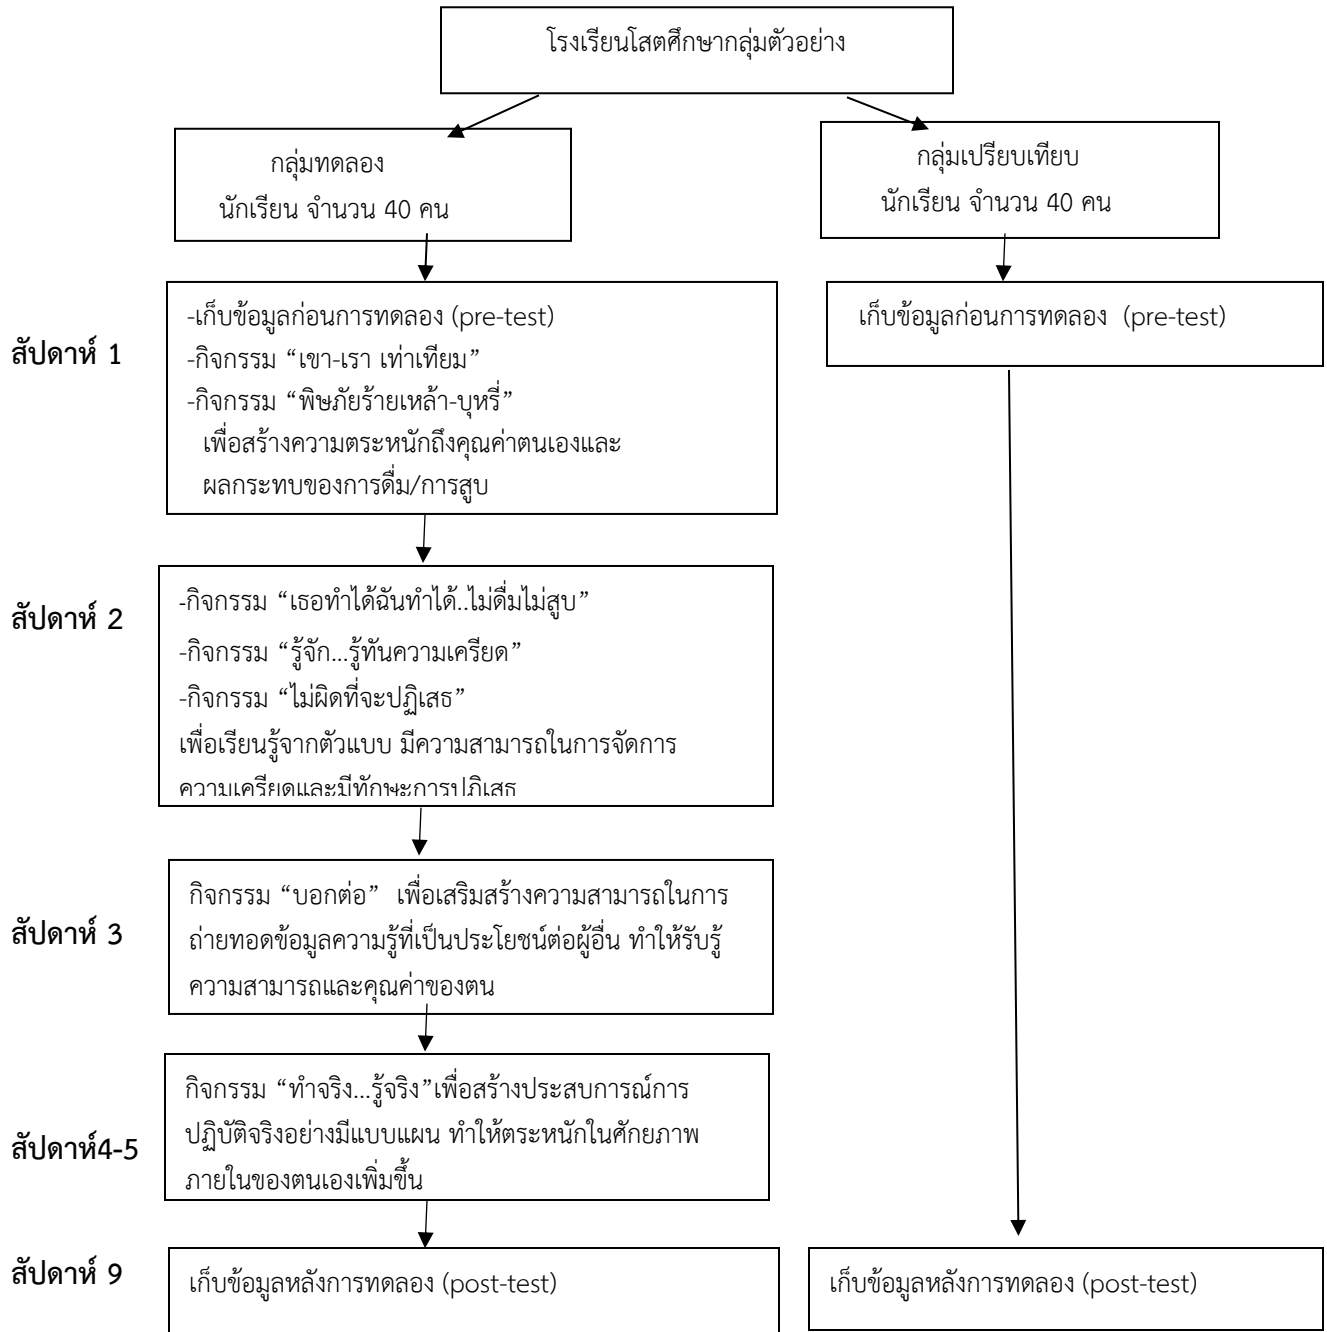 โรงเรียนโสตศึกษากลุ่มตัวอย่าง
กลุ่มทดลอง
นักเรียน จำนวน 40 คน
กลุ่มเปรียบเทียบ
นักเรียน จำนวน 40 คน
สัปดาห์ 1
-เก็บข้อมูลก่อนการทดลอง (pre-test)
-กิจกรรม “เขา-เรา เท่าเทียม”
-กิจกรรม “พิษภัยร้ายเหล้า-บุหรี่”
เพื่อสร้างความตระหนักถึงคุณค่าตนเองและ
ผลกระทบของการดื่ม/การสูบ
เก็บข้อมูลก่อนการทดลอง (pre-test)
สัปดาห์ 2
-กิจกรรม “เธอทำได้ฉันทำได้..ไม่ดื่มไม่สูบ”
-กิจกรรม “รู้จัก...รู้ทันความเครียด”
-กิจกรรม “ไม่ผิดที่จะปฏิเสธ”
เพื่อเรียนรู้จากตัวแบบ มีความสามารถในการจัดการ
ความเครียดและมีทักษะการปฏิเสธ
สัปดาห์ 3
กิจกรรม “บอกต่อ” เพื่อเสริมสร้างความสามารถในการ
ถ่ายทอดข้อมูลความรู้ที่เป็นประโยชน์ต่อผู้อื่น ทำให้รับรู้
ความสามารถและคุณค่าของตน
สัปดาห์4-5
กิจกรรม “ทำจริง...รู้จริง”เพื่อสร้างประสบการณ์การ
ปฏิบัติจริงอย่างมีแบบแผน ทำให้ตระหนักในศักยภาพ
ภายในของตนเองเพิ่มขึ้น
สัปดาห์ 9
เก็บข้อมูลหลังการทดลอง (post-test)
เก็บข้อมูลหลังการทดลอง (post-test)